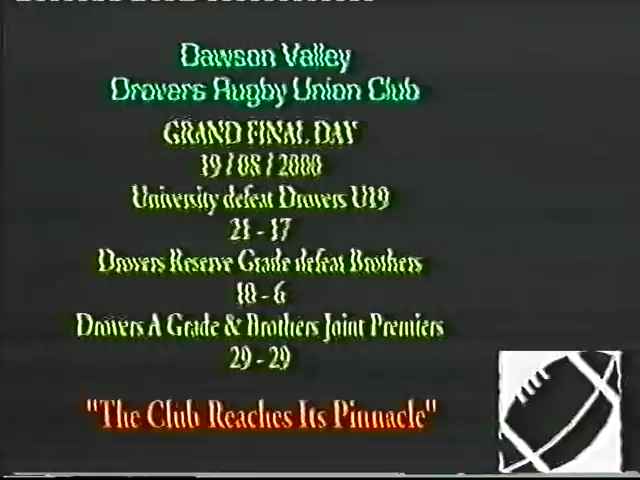 Dawson Valley
Drovers Rugby Union Club
GRAND FINAL DAY
19/08/2000
University defeat Drovers U19
21 - 17
Drovers Reserve Grade defeat Brothers
10 - 6
Drovers A Grade & Brothers Joint Premiers
29 - 29
"The Club Reaches Its Pinnacle"